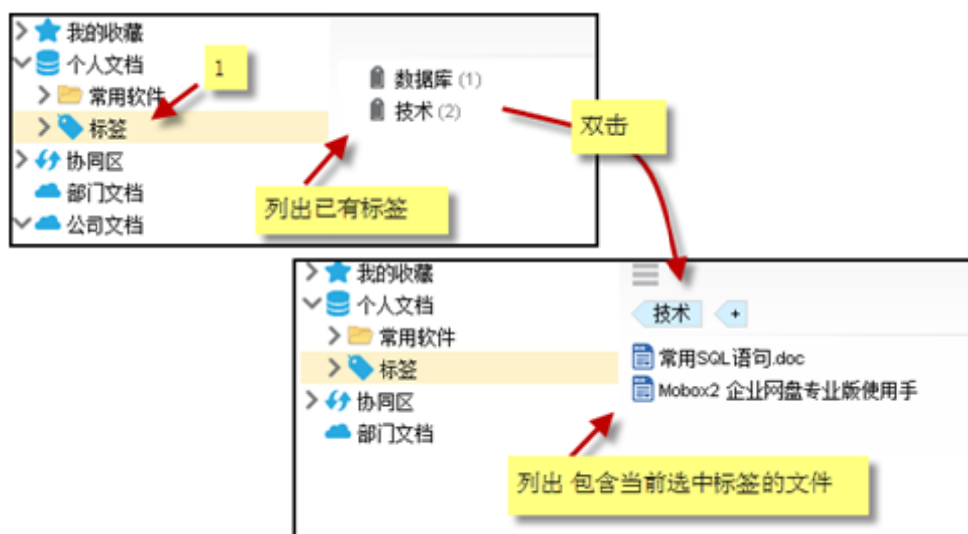 我的收藏
个人文档
1
常用软件
标签
协同区
部门文档
公司文档
数据库 (1)
技术 (2)
双击
列出已有标签
我的收藏
个人文档
常用软件
标签
协同区
部门文档
技术 +
常用SQL语句.doc
Mobox2 企业网盘专业版使用手
列出 包含当前选中标签的文件